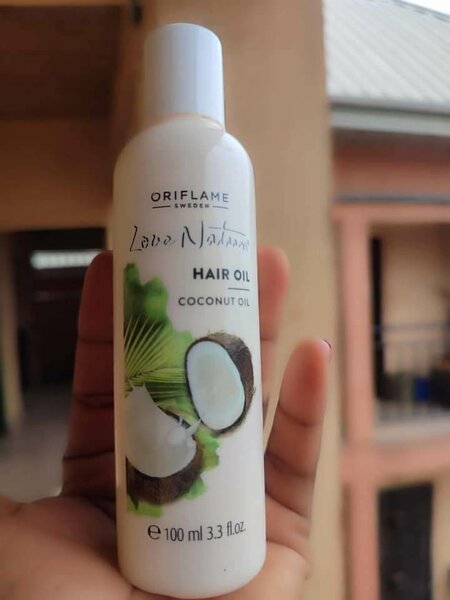 ORIFLAME
SWEDEN
Love Nature
HAIR OIL
COCONUT OIL
℮ 100 ml 3.3 fl.oz.